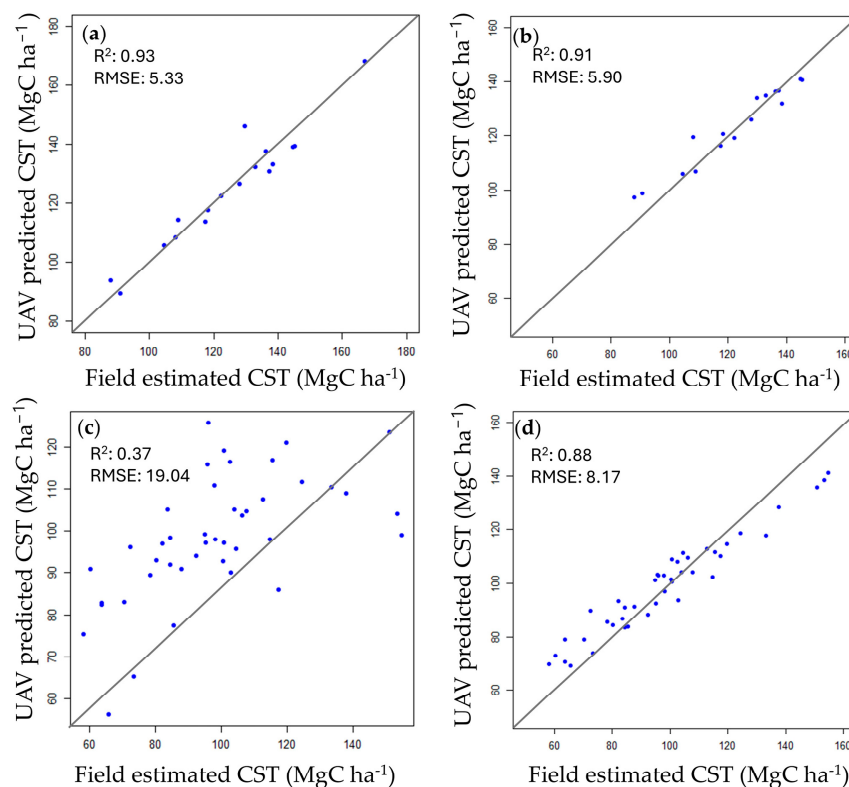 (a)
R²: 0.93
RMSE: 5.33
UAV predicted CST (MgC ha⁻¹)
180
160
140
120
100
80
80 100 120 140 160 180
Field estimated CST (MgC ha⁻¹)
(b)
R²: 0.91
RMSE: 5.90
UAV predicted CST (MgC ha⁻¹)
160
140
120
100
80
60
60 80 100 120 140 160
Field estimated CST (MgC ha⁻¹)
(c)
R²: 0.37
RMSE: 19.04
UAV predicted CST (MgC ha⁻¹)
120
110
100
90
80
70
60
60 80 100 120 140
Field estimated CST (MgC ha⁻¹)
(d)
R²: 0.88
RMSE: 8.17
UAV predicted CST (MgC ha⁻¹)
160
140
120
100
80
60
60 80 100 120 140 160
Field estimated CST (MgC ha⁻¹)